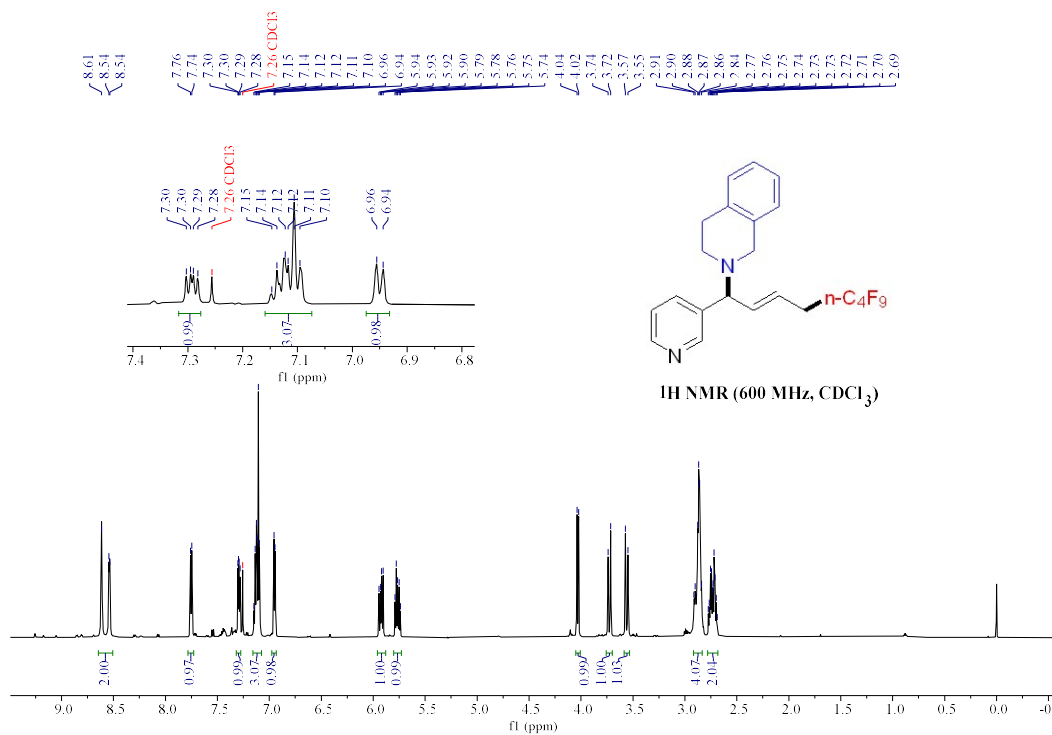 8.61 8.54 8.54 7.76 7.74 7.30 7.30 7.29 7.28 7.26 CDCl3 7.15 7.14 7.12 7.12 7.11 7.10 6.96 6.94 5.94 5.93 5.92 5.90 5.79 5.78 5.76 5.75 5.74 4.04 4.02 3.74 3.72 3.57 3.55 2.91 2.90 2.88 2.87 2.86 2.84 2.77 2.76 2.75 2.74 2.73 2.73 2.72 2.71 2.70 2.69
7.30 7.30 7.29 7.28 7.26 CDCl3 7.15 7.14 7.12 7.12 7.11 7.10 6.96 6.94
0.99 3.07 0.98
7.4 7.3 7.2 7.1 7.0 6.9 6.8
f1 (ppm)
N
n-C4F9
N
1H NMR (600 MHz, CDCl3)
2.00 0.97 0.99 3.07 0.98 1.00 0.99 0.99 1.00 1.03 4.07 2.04
9.0 8.5 8.0 7.5 7.0 6.5 6.0 5.5 5.0 4.5 4.0 3.5 3.0 2.5 2.0 1.5 1.0 0.5 0.0 -0
f1 (ppm)